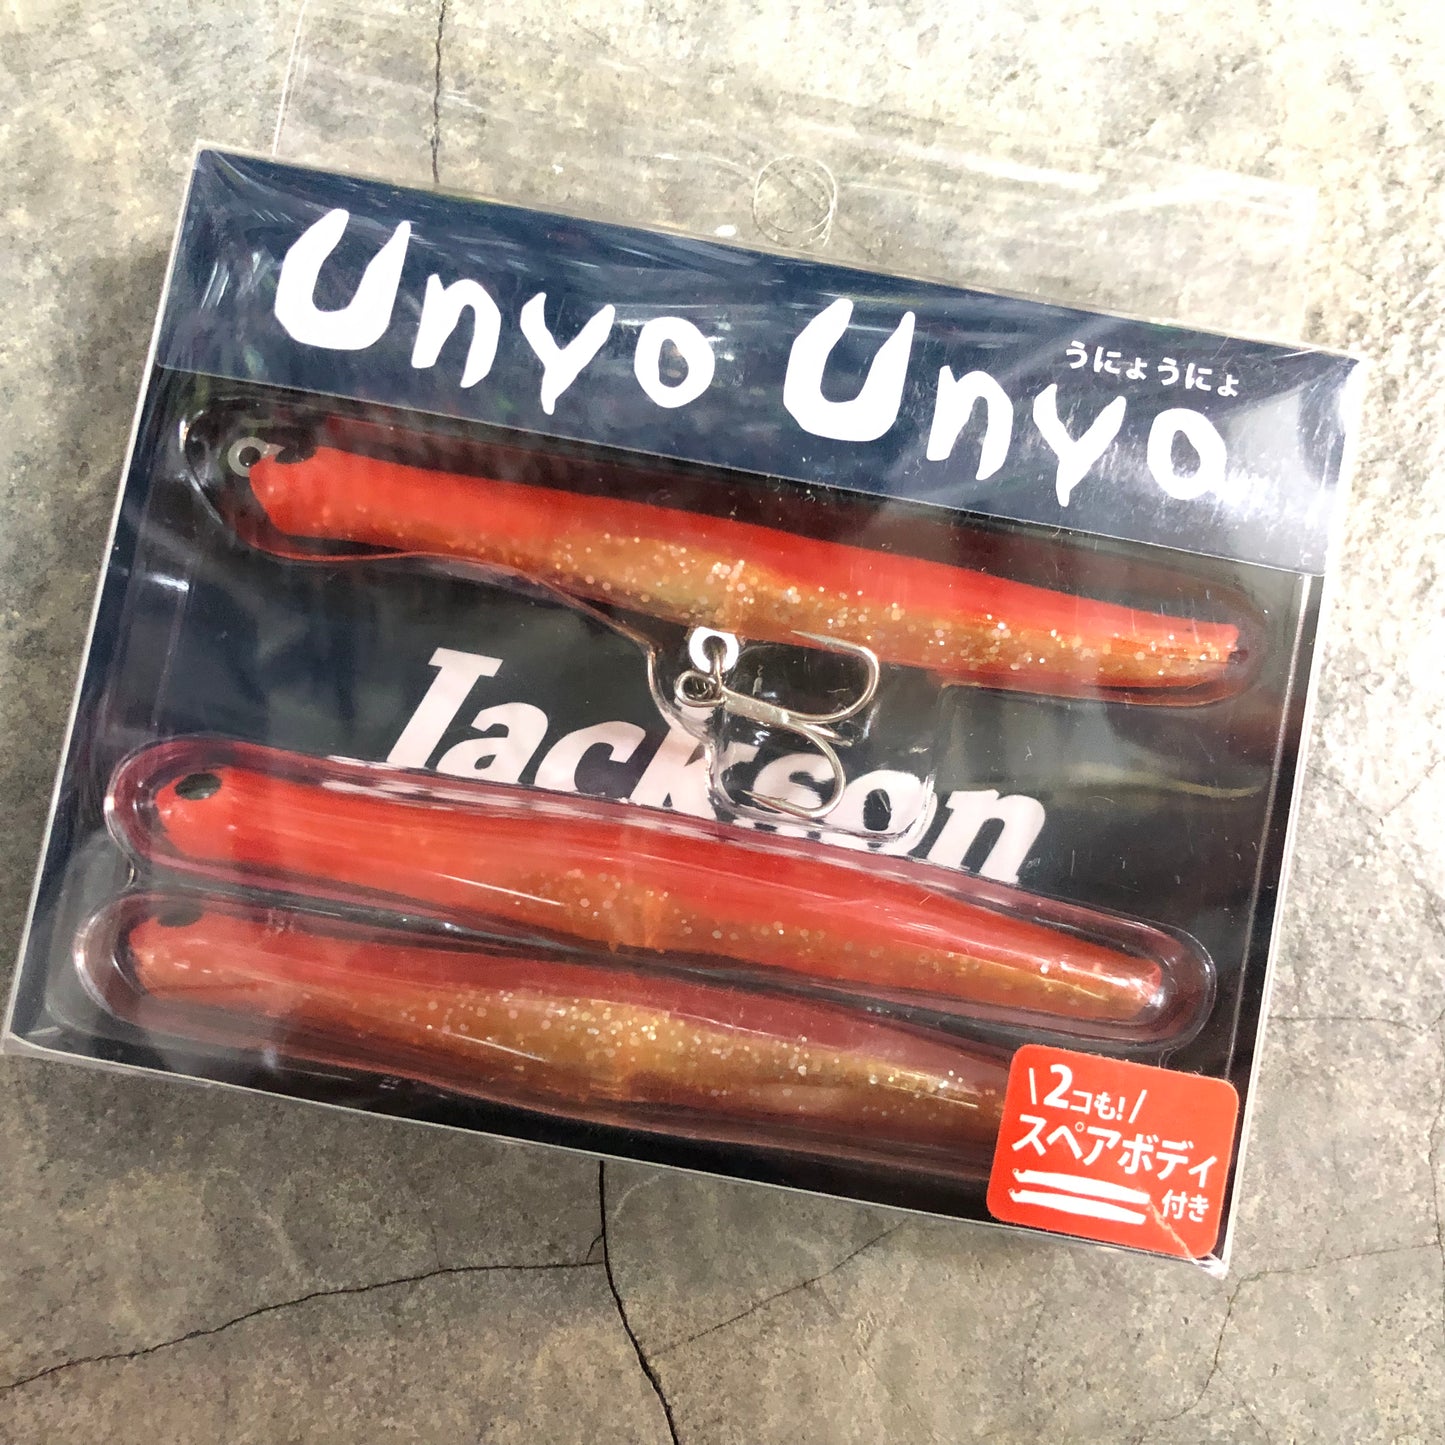 Unyo Unyo
うにょうにょ
Jackson
\2コも!/
スペアボディ
付き